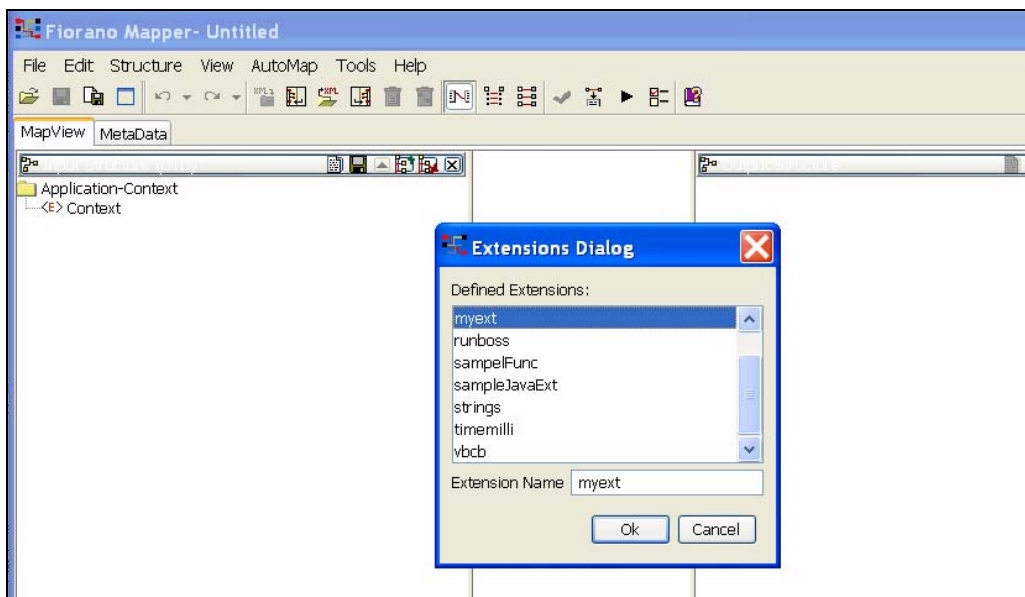 Fiorano Mapper- Untitled
File Edit Structure View AutoMap Tools Help
MapView MetaData
Application-Context
<E> Context
Extensions Dialog
Defined Extensions:
myext
runboss
sampelFunc
sampleJavaExt
strings
timemilli
vbcb
Extension Name myext
Ok Cancel